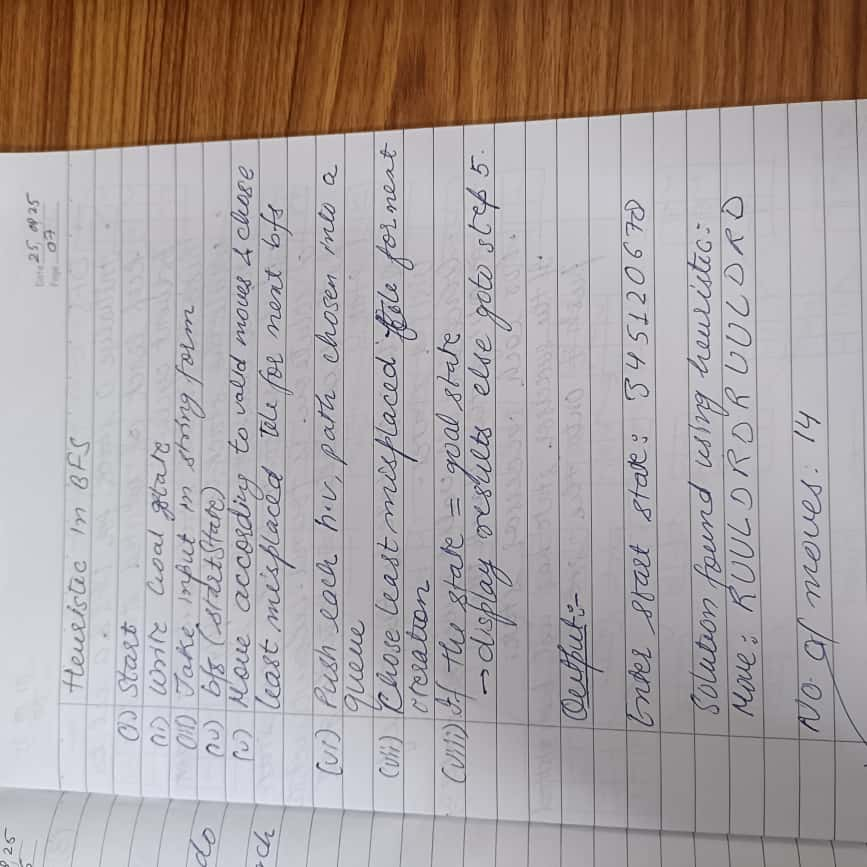 Date 25/09/25
Page 07
Heuristic in BFS
(i) Start
(ii) Write Goal state
(iii) Take input in string form
(iv) bfs (startstate)
(v) Move according to valid moves & chose
least misplaced tile for next bfs
(vi) Push each h.v, path chosen into a
queue
(vii) Chose least misplaced tile for next
iteration
(viii) if the state = goal state
→ display results else goto step 5.
Output:-
Enter start state: 345120678
Solution found using heuristic:
Move: RUULDRDRUULDRD
No. of moves: 14
do
rch